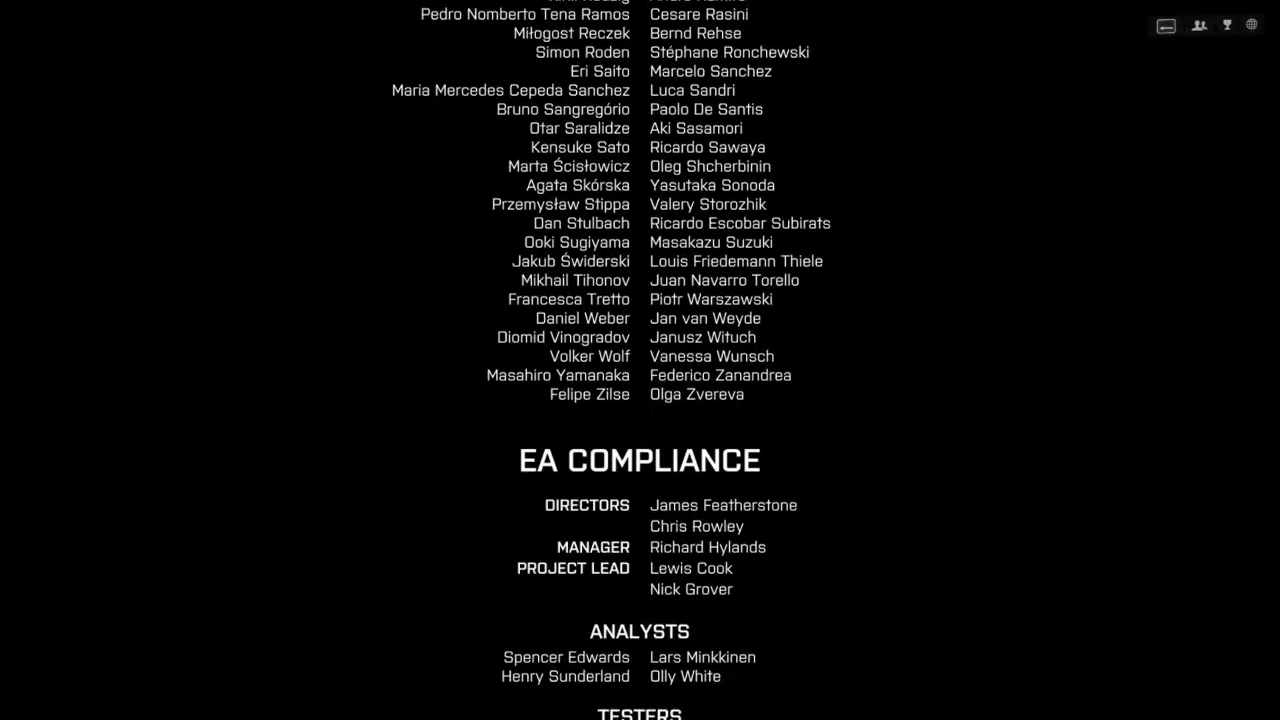 Pedro Nomberto Tena Ramos Cesare Rasini
Miłogost Reczek Bernd Rehse
Simon Roden Stéphane Ronchewski
Eri Saito Marcelo Sanchez
Maria Mercedes Cepeda Sanchez Luca Sandri
Bruno Sangregório Paolo De Santis
Otar Saralidze Aki Sasamori
Kensuke Sato Ricardo Sawaya
Marta Ścisłowicz Oleg Shcherbinin
Agata Skórska Yasutaka Sonoda
Przemysław Stippa Valery Storozhik
Dan Stulbach Ricardo Escobar Subirats
Ooki Sugiyama Masakazu Suzuki
Jakub Świderski Louis Friedemann Thiele
Mikhail Tihonov Juan Navarro Torello
Francesca Tretto Piotr Warszawski
Daniel Weber Jan van Weyde
Diomid Vinogradov Janusz Wituch
Volker Wolf Vanessa Wunsch
Masahiro Yamanaka Federico Zanandrea
Felipe Zilse Olga Zvereva
EA COMPLIANCE
DIRECTORS James Featherstone
Chris Rowley
MANAGER Richard Hylands
PROJECT LEAD Lewis Cook
Nick Grover
ANALYSTS
Spencer Edwards Lars Minkkinen
Henry Sunderland Olly White
TESTERS